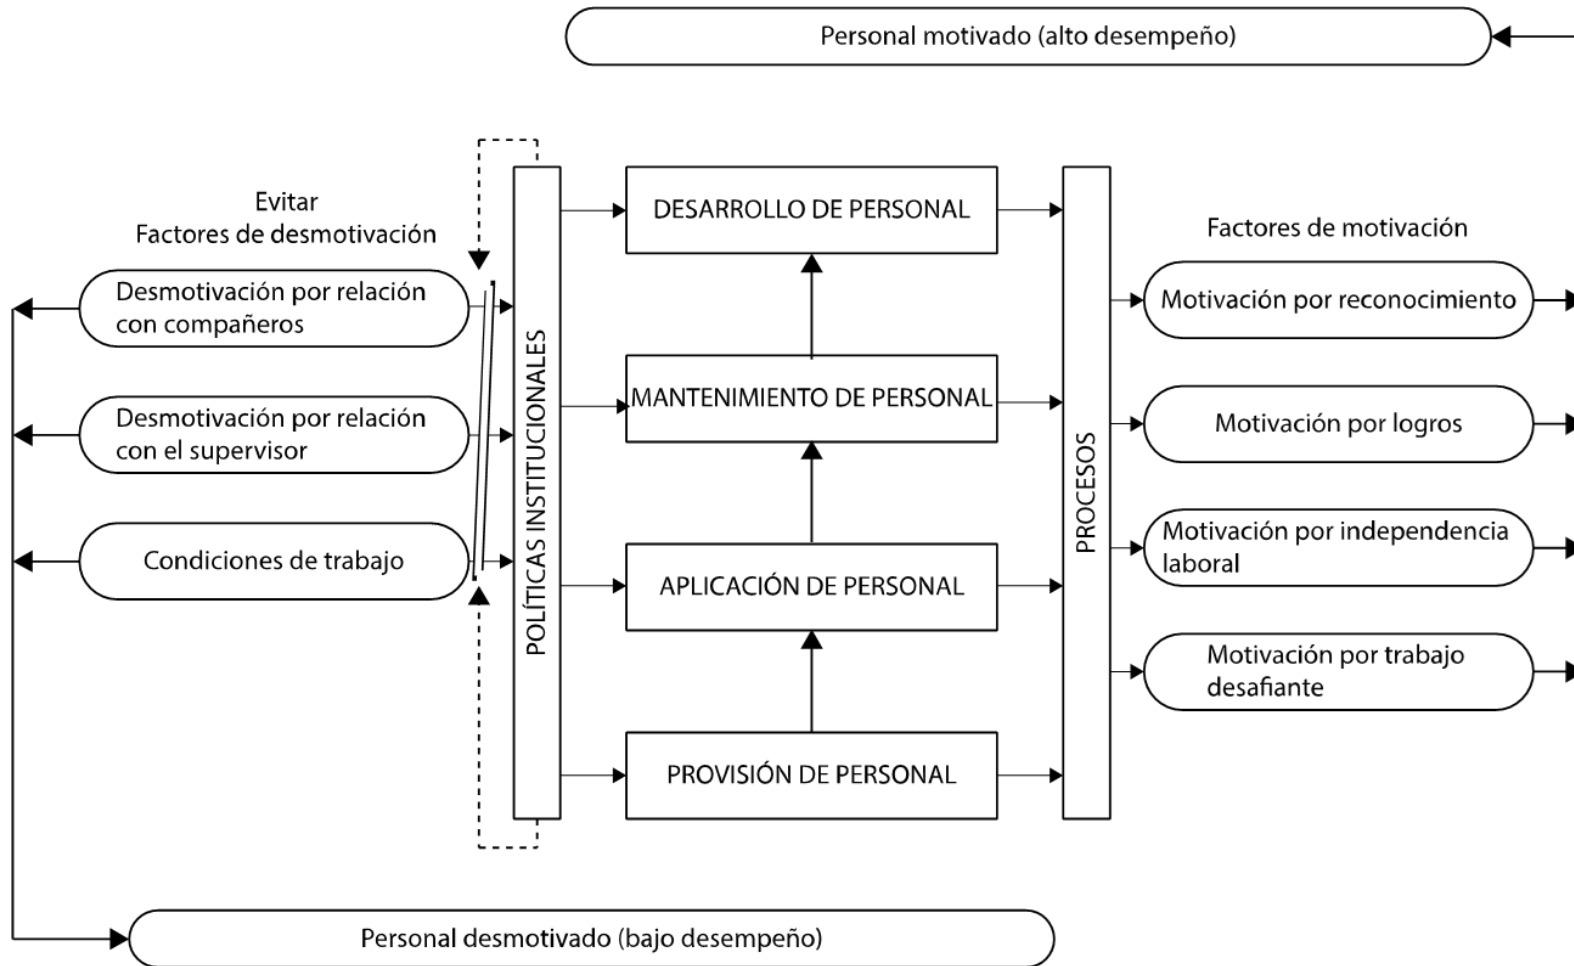 Personal motivado (alto desempeño)
Evitar
Factores de desmotivación
Desmotivación por relación
con compañeros
Desmotivación por relación
con el supervisor
Condiciones de trabajo
POLÍTICAS INSTITUCIONALES
DESARROLLO DE PERSONAL
MANTENIMIENTO DE PERSONAL
APLICACIÓN DE PERSONAL
PROVISIÓN DE PERSONAL
PROCESOS
Factores de motivación
Motivación por reconocimiento
Motivación por logros
Motivación por independencia
laboral
Motivación por trabajo
desafiante
Personal desmotivado (bajo desempeño)